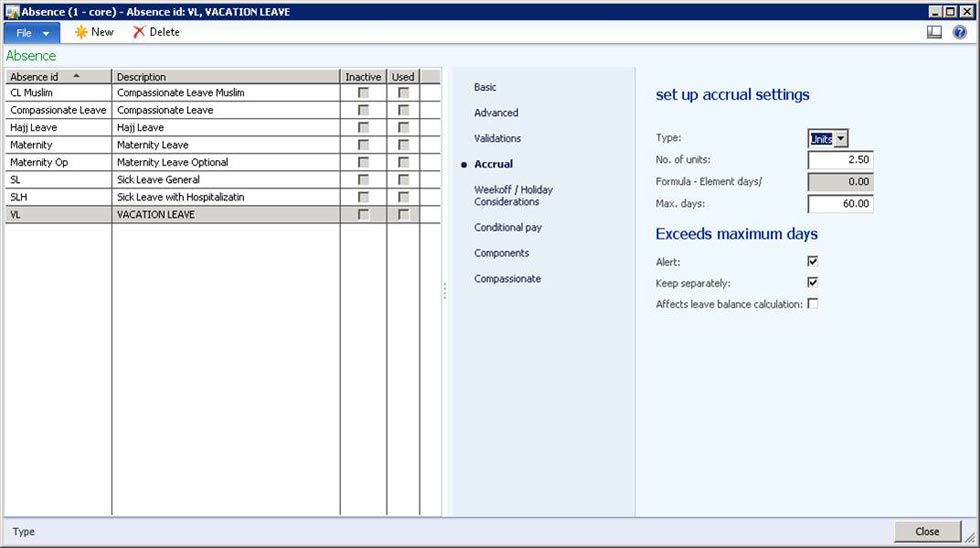 Absence (1 - core) - Absence id: VL, VACATION LEAVE
File New Delete
Absence
Absence id Description Inactive Used
CL Muslim Compassionate Leave Muslim
Compassionate Leave Compassionate Leave
Hajj Leave Hajj Leave
Maternity Maternity Leave
Maternity Op Maternity Leave Optional
SL Sick Leave General
SLH Sick Leave with Hospitalizatin
VL VACATION LEAVE
Basic
Advanced
Validations
Accrual
Weekoff / Holiday
Considerations
Conditional pay
Components
Compassionate
set up accrual settings
Type: Units
No. of units: 2.50
Formula - Element days/ 0.00
Max. days: 60.00
Exceeds maximum days
Alert:
Keep separately:
Affects leave balance calculation:
Type
Close